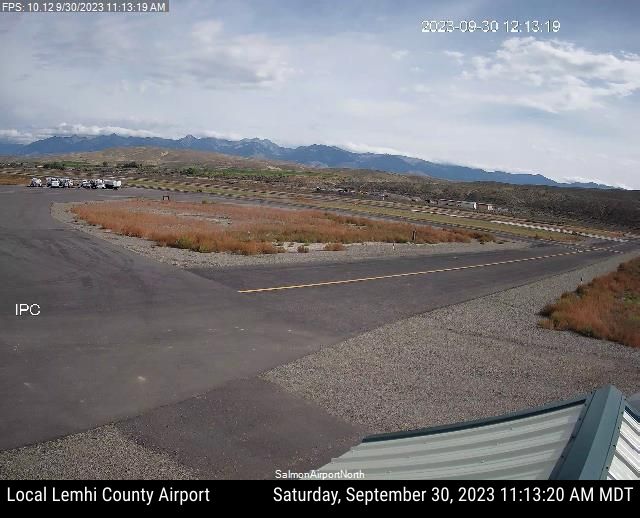 FPS: 10.12 9/30/2023 11:13:19 AM
2023-09-30 12:13:19
IPC
SalmonAirportNorth
Local Lemhi County Airport Saturday, September 30, 2023 11:13:20 AM MDT